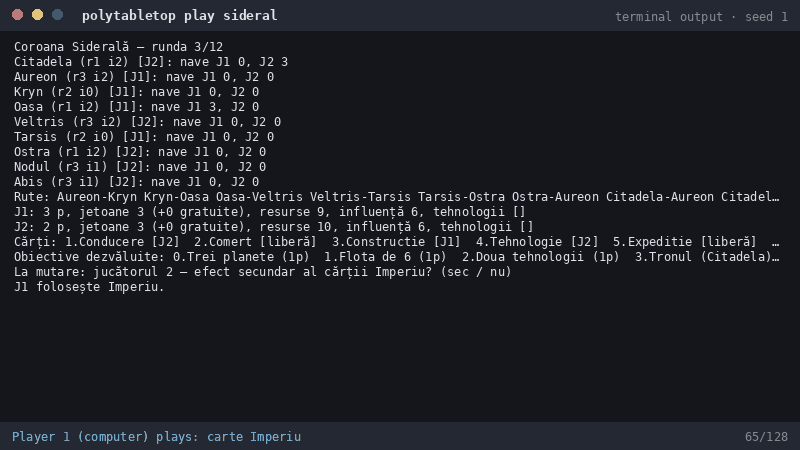 polytabletop play sideral
terminal output · seed 1
Coroana Siderală — runda 3/12
Citadela (r1 i2) [J2]: nave J1 0, J2 3
Aureon (r3 i2) [J1]: nave J1 0, J2 0
Kryn (r2 i0) [J1]: nave J1 0, J2 0
Oasa (r1 i2) [J1]: nave J1 3, J2 0
Veltris (r3 i2) [J2]: nave J1 0, J2 0
Tarsis (r2 i0) [J1]: nave J1 0, J2 0
Ostra (r1 i2) [J2]: nave J1 0, J2 0
Nodul (r3 i1) [J2]: nave J1 0, J2 0
Abis (r3 i1) [J2]: nave J1 0, J2 0
Rute: Aureon-Kryn Kryn-Oasa Oasa-Veltris Veltris-Tarsis Tarsis-Ostra Ostra-Aureon Citadela-Aureon Citadel…
J1: 3 p, jetoane 3 (+0 gratuite), resurse 9, influență 6, tehnologii []
J2: 2 p, jetoane 3 (+0 gratuite), resurse 10, influență 6, tehnologii []
Cărți: 1.Conducere [J2]  2.Comert [liberă]  3.Constructie [J1]  4.Tehnologie [J2]  5.Expeditie [liberă]  …
Obiective dezvăluite: 0.Trei planete (1p)  1.Flota de 6 (1p)  2.Doua tehnologii (1p)  3.Tronul (Citadela)…
La mutare: jucătorul 2 — efect secundar al cărții Imperiu? (sec / nu)
J1 folosește Imperiu.
Player 1 (computer) plays: carte Imperiu
65/128